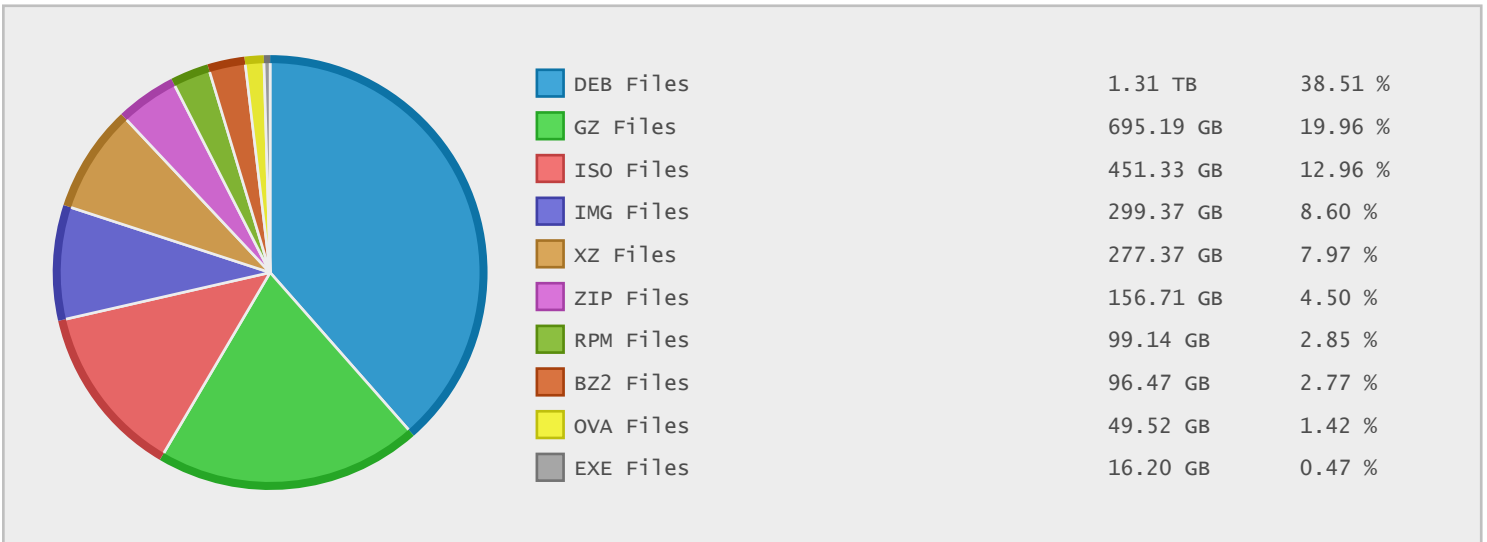 DEB Files 1.31 TB 38.51 %
GZ Files 695.19 GB 19.96 %
ISO Files 451.33 GB 12.96 %
IMG Files 299.37 GB 8.60 %
XZ Files 277.37 GB 7.97 %
ZIP Files 156.71 GB 4.50 %
RPM Files 99.14 GB 2.85 %
BZ2 Files 96.47 GB 2.77 %
OVA Files 49.52 GB 1.42 %
EXE Files 16.20 GB 0.47 %